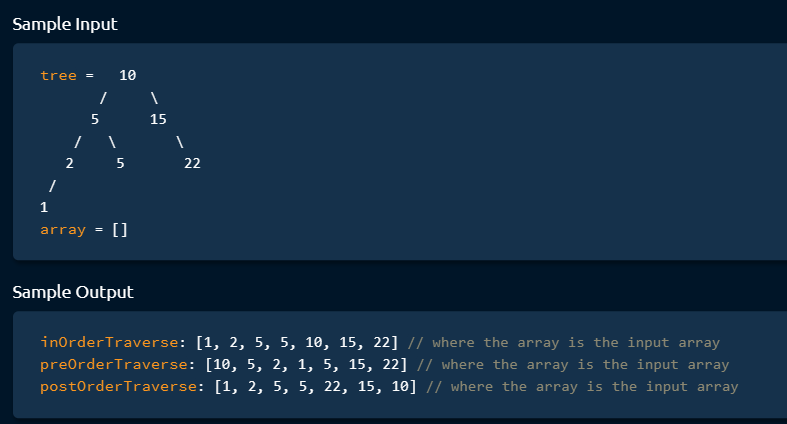 Sample Input
tree =   10
       /     \
      5      15
    /   \       \
   2     5       22
 /
1
array = []
Sample Output
inOrderTraverse: [1, 2, 5, 5, 10, 15, 22] // where the array is the input array
preOrderTraverse: [10, 5, 2, 1, 5, 15, 22] // where the array is the input array
postOrderTraverse: [1, 2, 5, 5, 22, 15, 10] // where the array is the input array